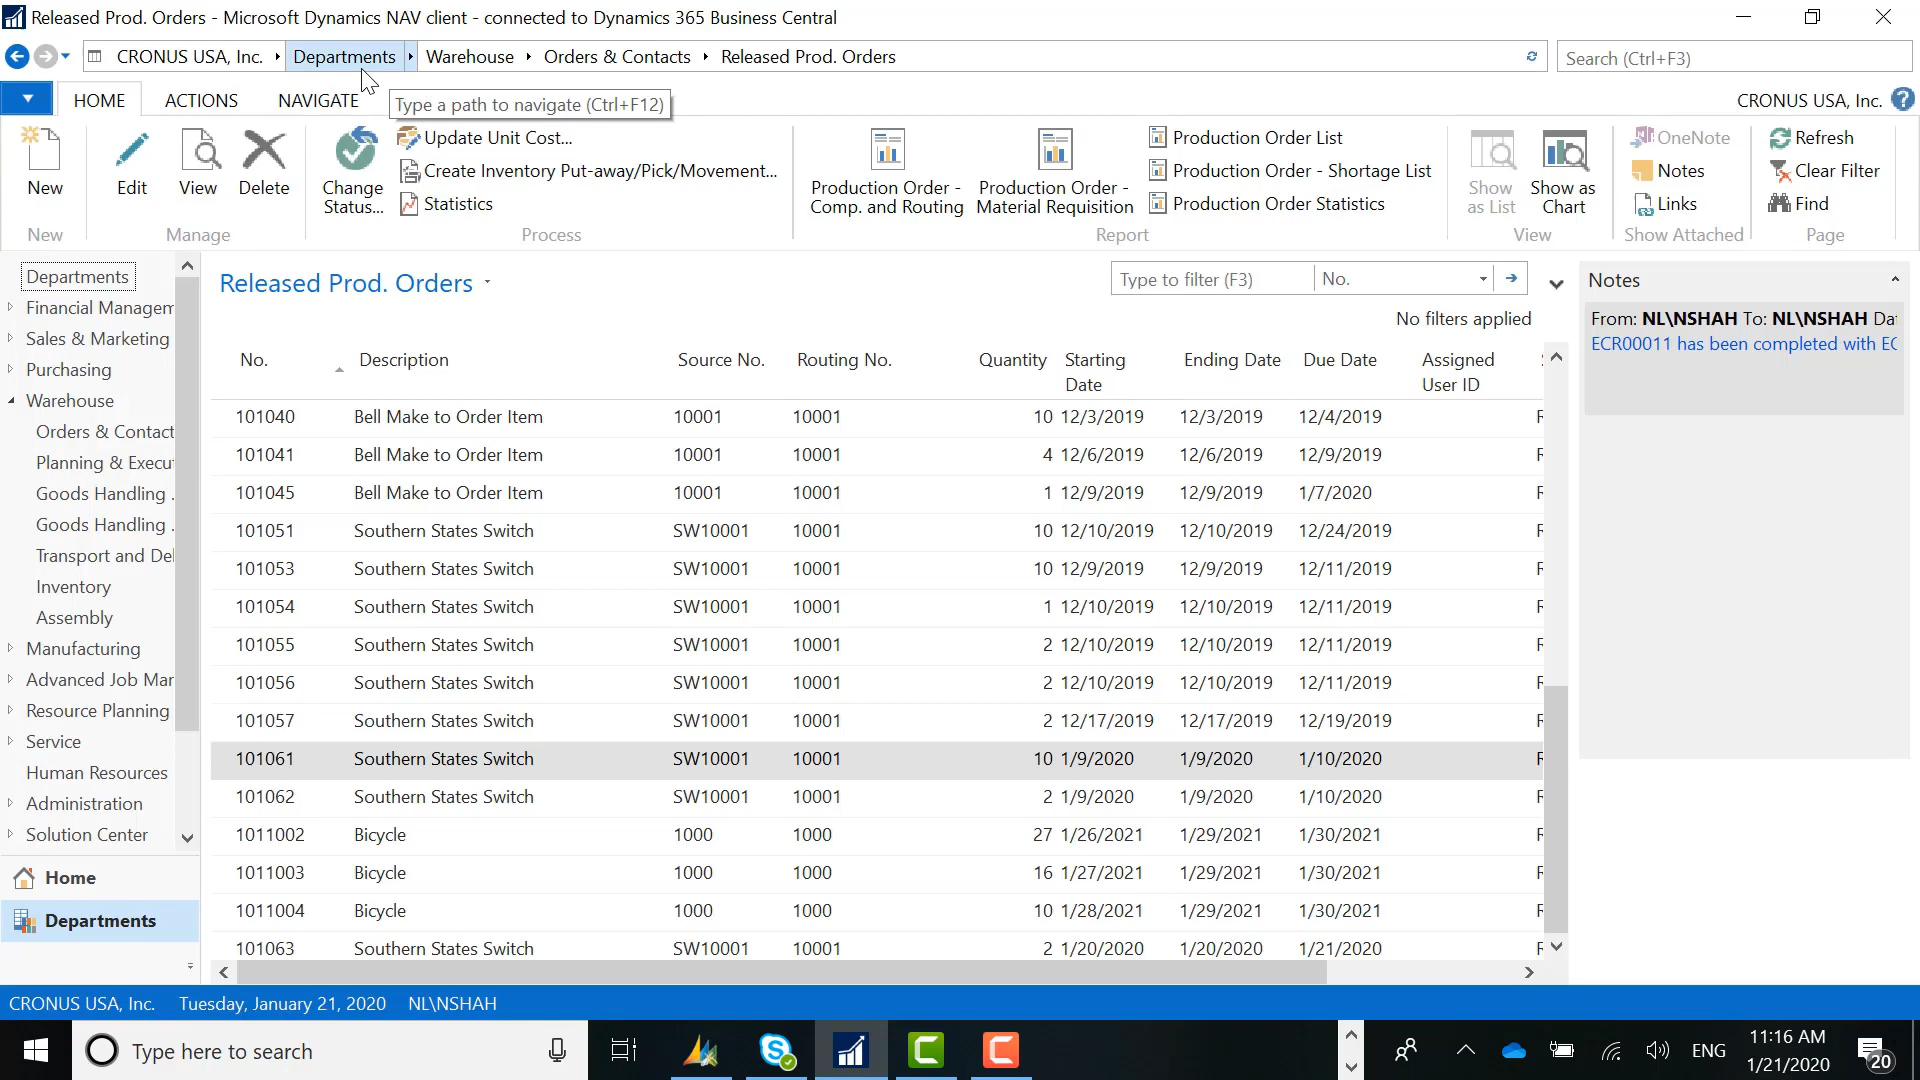 Released Prod. Orders - Microsoft Dynamics NAV client - connected to Dynamics 365 Business Central
CRONUS USA, Inc. Departments Warehouse Orders & Contacts Released Prod. Orders
Search (Ctrl+F3)
HOME ACTIONS NAVIGATE
Type a path to navigate (Ctrl+F12)
CRONUS USA, Inc.
New
Edit
View
Delete
Change Status...
Update Unit Cost...
Create Inventory Put-away/Pick/Movement...
Statistics
Production Order - Comp. and Routing
Production Order - Material Requisition
Production Order List
Production Order - Shortage List
Production Order Statistics
Show as List
Show as Chart
OneNote
Notes
Links
Refresh
Clear Filter
Find
New Manage Process Report View Show Attached Page
Departments
Financial Managem
Sales & Marketing
Purchasing
Warehouse
Orders & Contact
Planning & Execut
Goods Handling .
Goods Handling .
Transport and Del
Inventory
Assembly
Manufacturing
Advanced Job Mar
Resource Planning
Service
Human Resources
Administration
Solution Center
Home
Departments
Released Prod. Orders
Type to filter (F3) No.
No filters applied
No. Description Source No. Routing No. Quantity Starting Date Ending Date Due Date Assigned User ID
101040 Bell Make to Order Item 10001 10001 10 12/3/2019 12/3/2019 12/4/2019 R
101041 Bell Make to Order Item 10001 10001 4 12/6/2019 12/6/2019 12/9/2019 R
101045 Bell Make to Order Item 10001 10001 1 12/9/2019 12/9/2019 1/7/2020 R
101051 Southern States Switch SW10001 10001 10 12/10/2019 12/10/2019 12/24/2019 R
101053 Southern States Switch SW10001 10001 10 12/9/2019 12/9/2019 12/11/2019 R
101054 Southern States Switch SW10001 10001 1 12/10/2019 12/10/2019 12/11/2019 R
101055 Southern States Switch SW10001 10001 2 12/10/2019 12/10/2019 12/11/2019 R
101056 Southern States Switch SW10001 10001 2 12/10/2019 12/10/2019 12/11/2019 R
101057 Southern States Switch SW10001 10001 2 12/17/2019 12/17/2019 12/19/2019 R
101061 Southern States Switch SW10001 10001 10 1/9/2020 1/9/2020 1/10/2020 R
101062 Southern States Switch SW10001 10001 2 1/9/2020 1/9/2020 1/10/2020 R
1011002 Bicycle 1000 1000 27 1/26/2021 1/29/2021 1/30/2021 R
1011003 Bicycle 1000 1000 16 1/27/2021 1/29/2021 1/30/2021 R
1011004 Bicycle 1000 1000 10 1/28/2021 1/29/2021 1/30/2021 R
101063 Southern States Switch SW10001 10001 2 1/20/2020 1/20/2020 1/21/2020 R
Notes
From: NL\NSHAH To: NL\NSHAH Da
ECR00011 has been completed with EC
CRONUS USA, Inc. Tuesday, January 21, 2020 NL\NSHAH
Type here to search
ENG
11:16 AM
1/21/2020
20